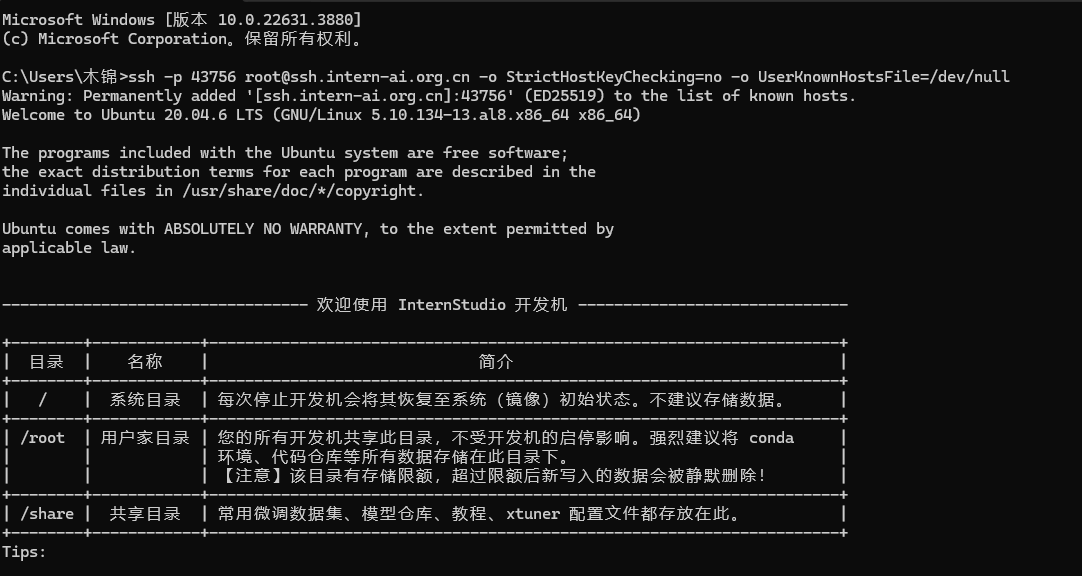 Microsoft Windows [版本 10.0.22631.3880]
(c) Microsoft Corporation。保留所有权利。
C:\Users\木锦>ssh -p 43756 root@ssh.intern-ai.org.cn -o StrictHostKeyChecking=no -o UserKnownHostsFile=/dev/null
Warning: Permanently added '[ssh.intern-ai.org.cn]:43756' (ED25519) to the list of known hosts.
Welcome to Ubuntu 20.04.6 LTS (GNU/Linux 5.10.134-13.al8.x86_64 x86_64)
The programs included with the Ubuntu system are free software;
the exact distribution terms for each program are described in the
individual files in /usr/share/doc/*/copyright.
Ubuntu comes with ABSOLUTELY NO WARRANTY, to the extent permitted by
applicable law.
---------------------------------- 欢迎使用 InternStudio 开发机 ------------------------------
+--------+------------+----------------------------------------------------------------------+
| 目录 | 名称 | 简介 |
+--------+------------+----------------------------------------------------------------------+
| / | 系统目录 | 每次停止开发机会将其恢复至系统（镜像）初始状态。不建议存储数据。 |
+--------+------------+----------------------------------------------------------------------+
| /root | 用户家目录 | 您的所有开发机共享此目录，不受开发机的启停影响。强烈建议将 conda |
| | | 环境、代码仓库等所有数据存储在此目录下。 |
| | | 【注意】该目录有存储限额，超过限额后新写入的数据会被静默删除！ |
+--------+------------+----------------------------------------------------------------------+
| /share | 共享目录 | 常用微调数据集、模型仓库、教程、xtuner 配置文件都存放在此。 |
+--------+------------+----------------------------------------------------------------------+
Tips: